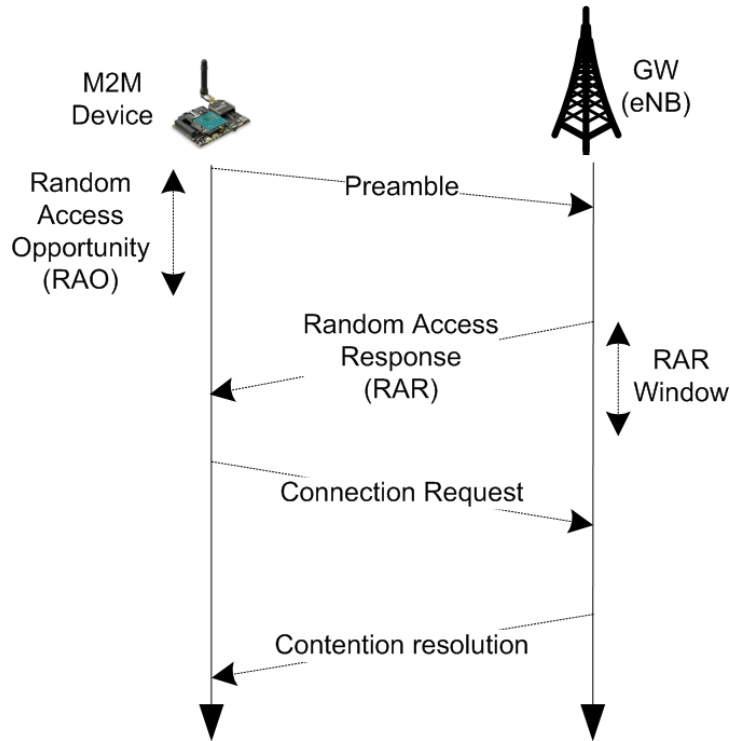 M2M
Device
GW
(eNB)
Random
Access
Opportunity
(RAO)
Preamble
Random Access
Response
(RAR)
RAR
Window
Connection Request
Contention resolution